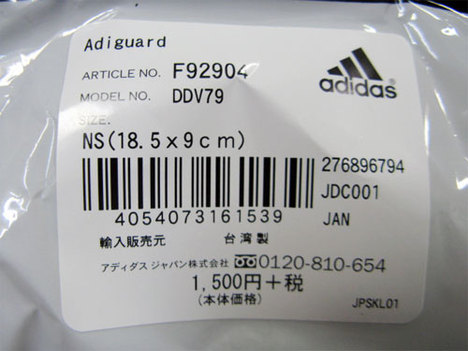 Adiguard
ARTICLE NO. F92904
adidas
MODEL NO. DDV79
SIZE:
NS(18.5x9cm)
276896794
JDC001
4054073161539 JAN
輸入販売元 台湾製
アディダス ジャパン株式会社 0120-810-654
1,500円+税
(本体価格)
JPSKL01